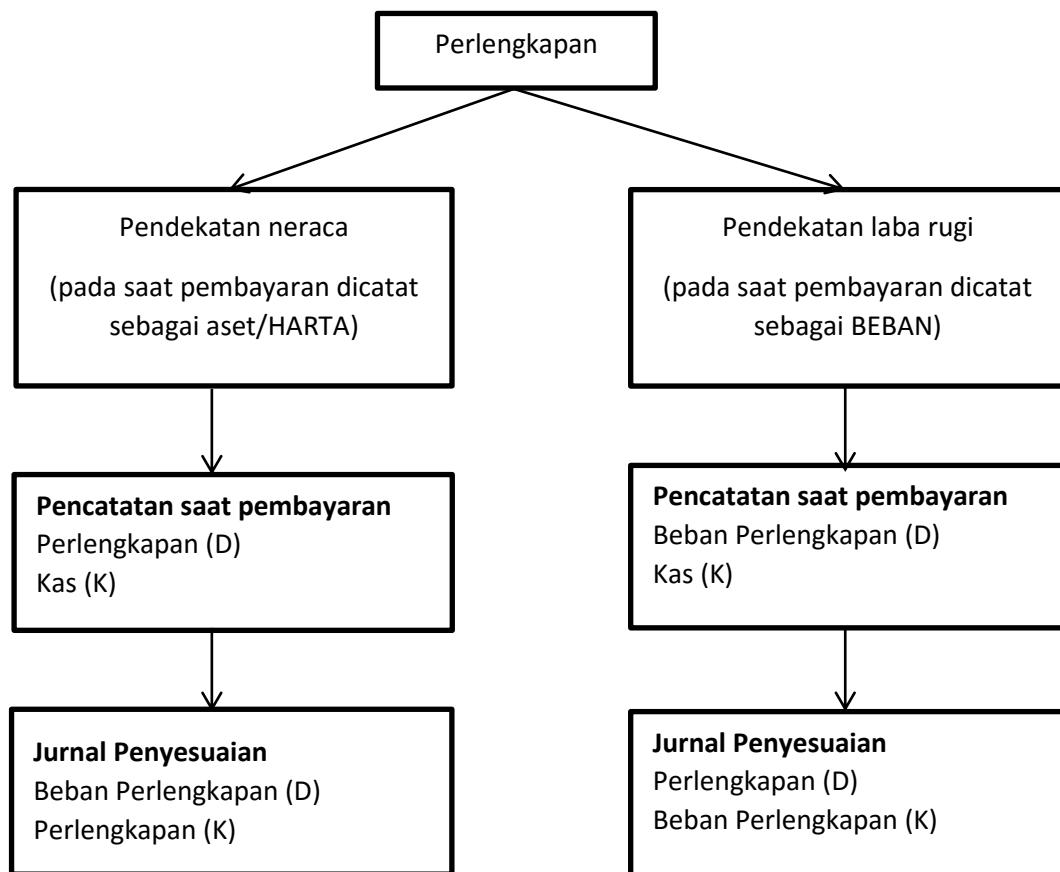 Perlengkapan
Pendekatan neraca
(pada saat pembayaran dicatat
sebagai aset/HARTA)
Pendekatan laba rugi
(pada saat pembayaran dicatat
sebagai BEBAN)
Pencatatan saat pembayaran
Perlengkapan (D)
Kas (K)
Pencatatan saat pembayaran
Beban Perlengkapan (D)
Kas (K)
Jurnal Penyesuaian
Beban Perlengkapan (D)
Perlengkapan (K)
Jurnal Penyesuaian
Perlengkapan (D)
Beban Perlengkapan (K)